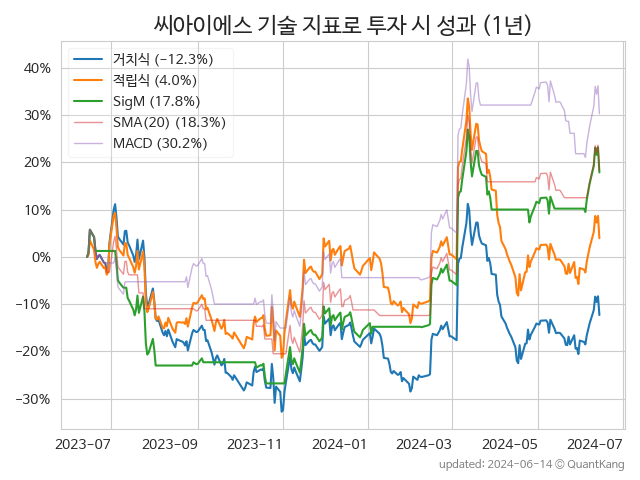 씨아이에스 기술 지표로 투자 시 성과 (1년)
거치식 (−12.3%)
적립식 (4.0%)
SigM (17.8%)
SMA(20) (18.3%)
MACD (30.2%)
40%
30%
20%
10%
0%
−10%
−20%
−30%
2023-07 2023-09 2023-11 2024-01 2024-03 2024-05 2024-07
updated: 2024-06-14 © QuantKang